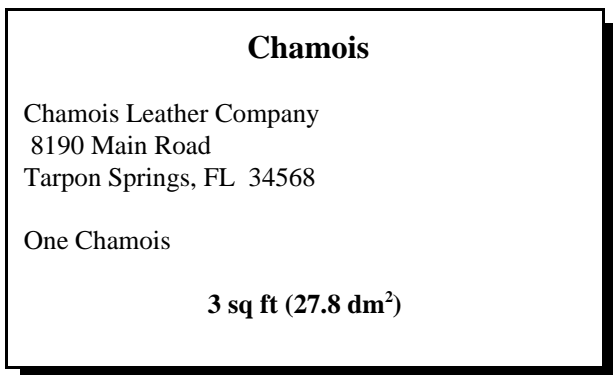 Chamois
Chamois Leather Company
8190 Main Road
Tarpon Springs, FL  34568
One Chamois
3 sq ft (27.8 dm²)